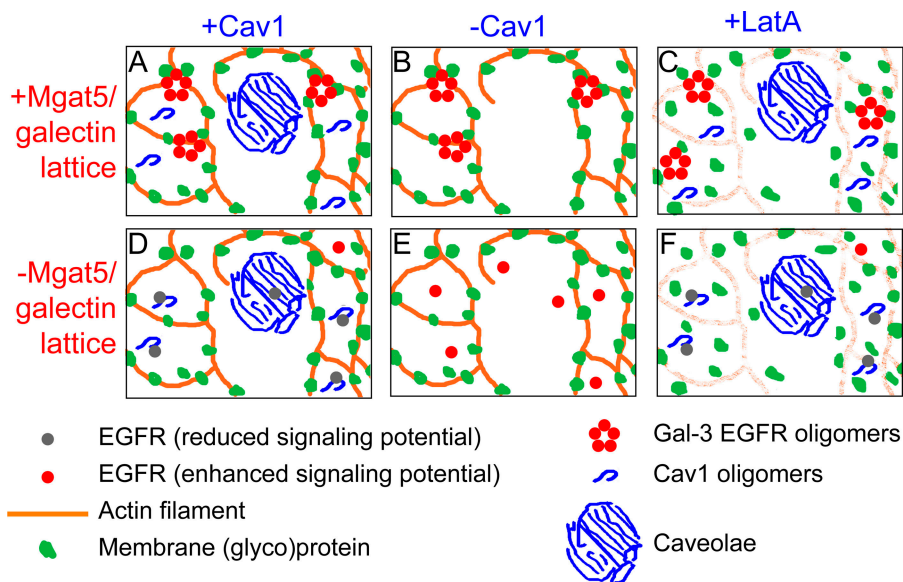 +Cav1
-Cav1
+LatA
A
B
C
+Mgat5/
galectin
lattice
D
E
F
-Mgat5/
galectin
lattice
EGFR (reduced signaling potential)
EGFR (enhanced signaling potential)
Actin filament
Membrane (glyco)protein
Gal-3 EGFR oligomers
Cav1 oligomers
Caveolae